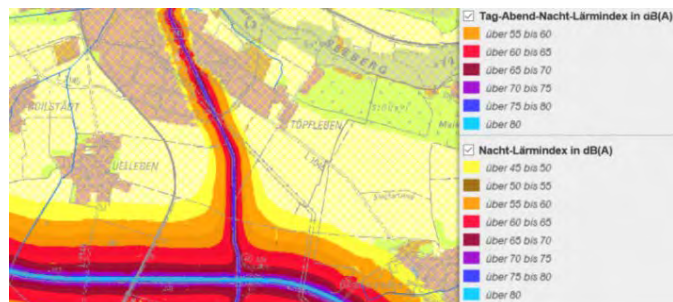 Tag-Abend-Nacht-Lärmindex in dB(A)
über 55 bis 60
über 60 bis 65
über 65 bis 70
über 70 bis 75
über 75 bis 80
über 80
Nacht-Lärmindex in dB(A)
über 45 bis 50
über 50 bis 55
über 55 bis 60
über 60 bis 65
über 65 bis 70
über 70 bis 75
über 75 bis 80
über 80
EEBERG
TÖPFLEBEN
UELLEBEN